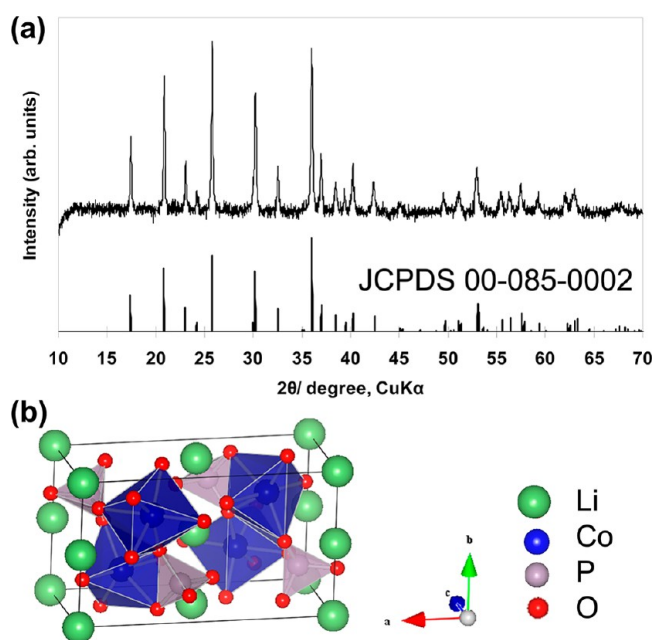 (a)
Intensity (arb. units)
JCPDS 00-085-0002
10 15 20 25 30 35 40 45 50 55 60 65 70
2θ/ degree, CuKα
(b)
Li
Co
P
O
b
c
a